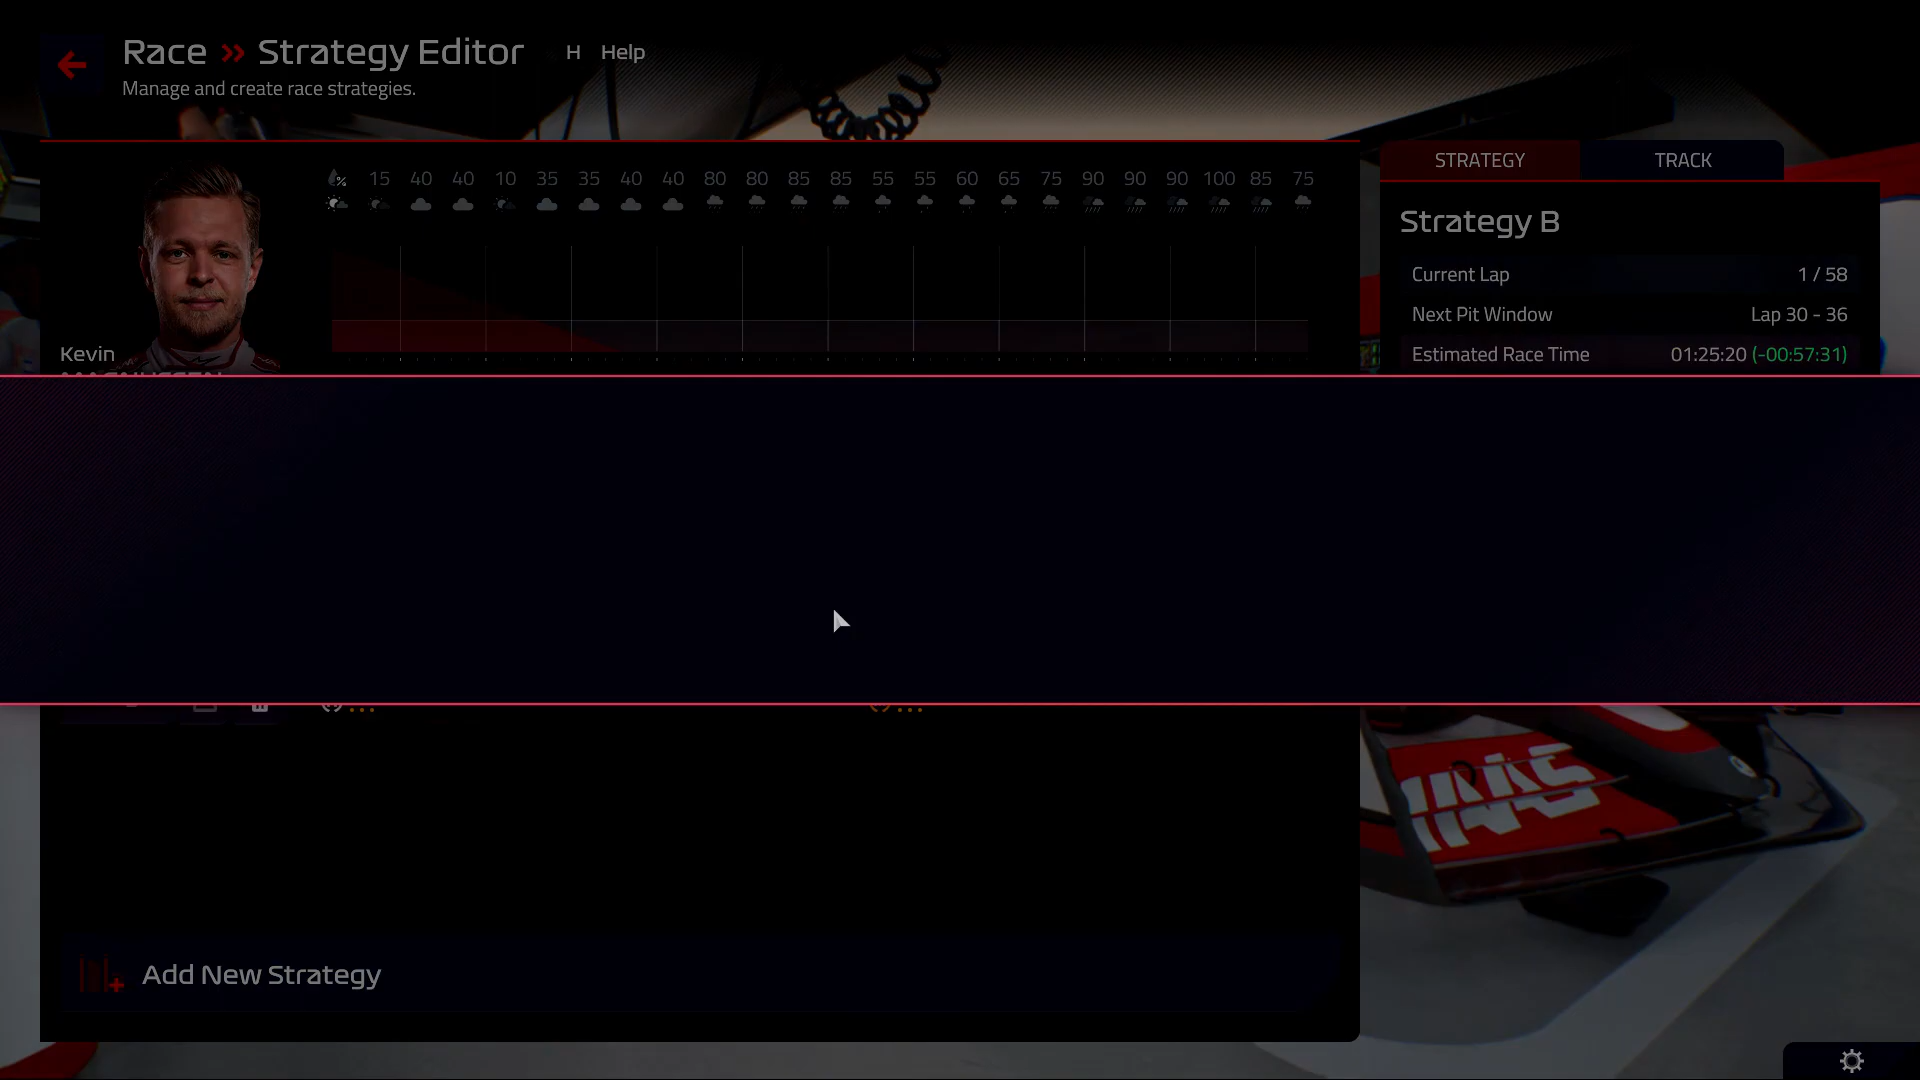 Race >> Strategy Editor H Help
Manage and create race strategies.
% 15 40 40 10 35 35 40 40 80 80 85 85 55 55 60 65 75 90 90 90 100 85 75
STRATEGY TRACK
Strategy B
Current Lap 1 / 58
Next Pit Window Lap 30 - 36
Estimated Race Time 01:25:20 (-00:57:31)
Kevin
HAAS
Add New Strategy